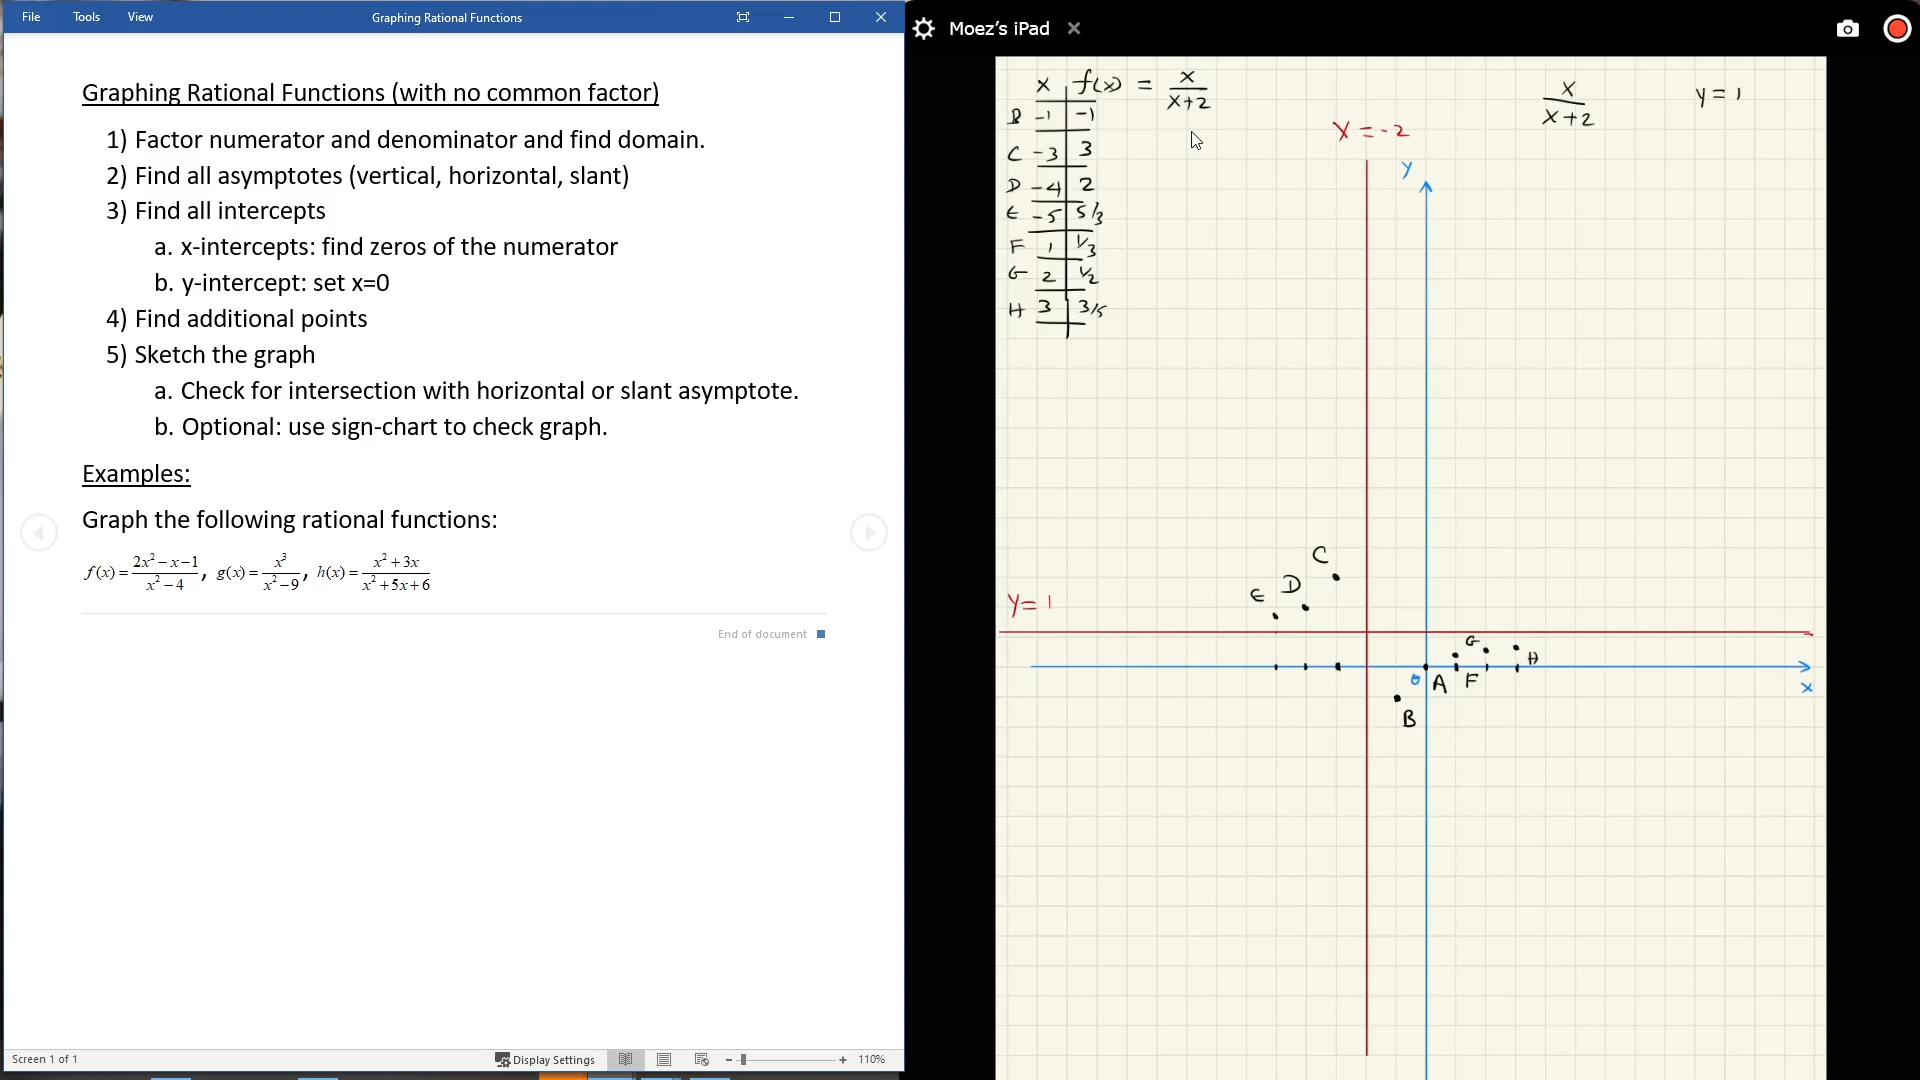 File Tools View Graphing Rational Functions
Graphing Rational Functions (with no common factor)
1) Factor numerator and denominator and find domain.
2) Find all asymptotes (vertical, horizontal, slant)
3) Find all intercepts
a. x-intercepts: find zeros of the numerator
b. y-intercept: set x=0
4) Find additional points
5) Sketch the graph
a. Check for intersection with horizontal or slant asymptote.
b. Optional: use sign-chart to check graph.
Examples:
Graph the following rational functions:
f(x)=(2x²−x−1)/(x²−4), g(x)=x³/(x²−9), h(x)=(x²+3x)/(x²+5x+6)
End of document
Screen 1 of 1 Display Settings 110%
Moez's iPad
x f(x) = x/(x+2)
B -1 -1
C -3 3
D -4 2
E -5 5/3
F 1 1/3
G 2 1/2
H 3 3/5
x = -2
x/(x+2)
y = 1
y
C
D
E
y = 1
G
H
0 A F
x
B